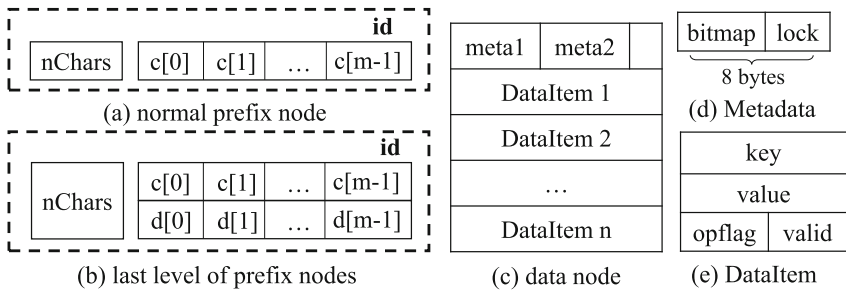 id
nChars c[0] c[1] … c[m-1]
(a) normal prefix node
id
nChars
c[0] c[1] … c[m-1]
d[0] d[1] … d[m-1]
(b) last level of prefix nodes
meta1 meta2
DataItem 1
DataItem 2
…
DataItem n
(c) data node
bitmap lock
8 bytes
(d) Metadata
key
value
opflag valid
(e) DataItem